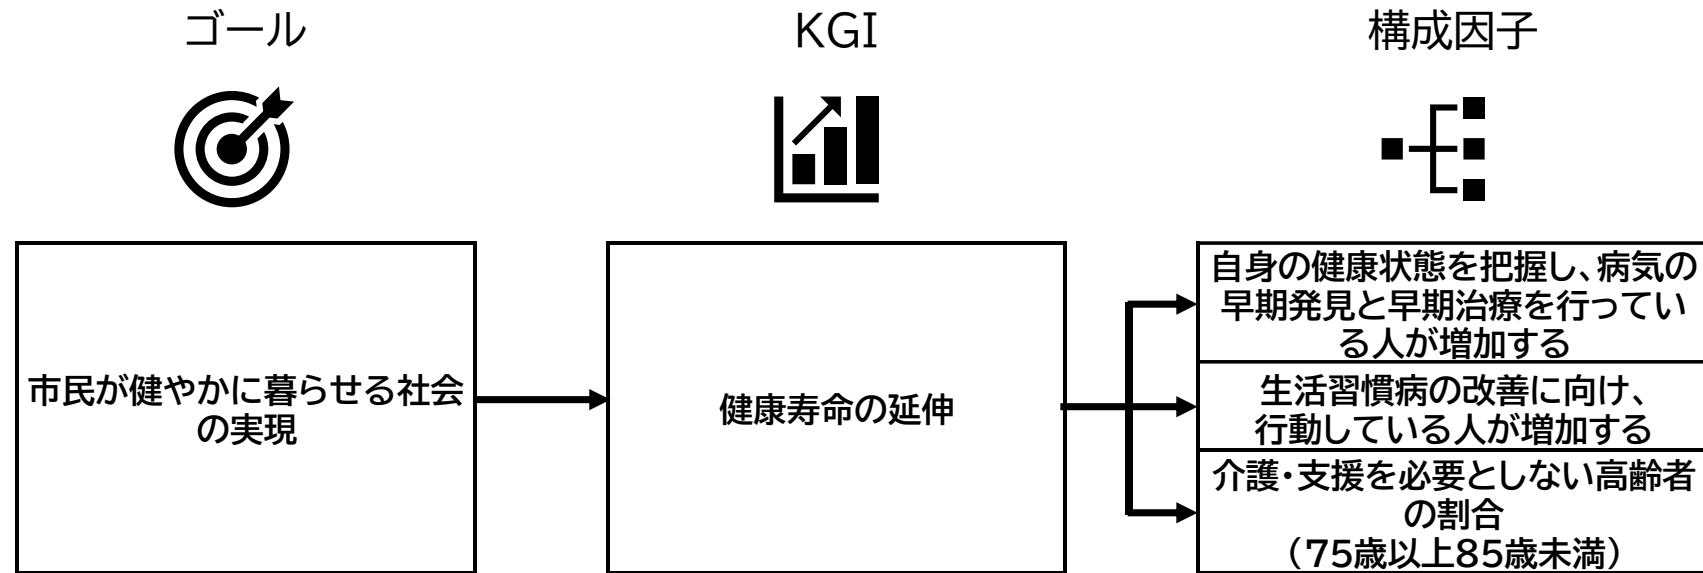 ゴール
KGI
構成因子
市民が健やかに暮らせる社会
の実現
健康寿命の延伸
自身の健康状態を把握し、病気の
早期発見と早期治療を行ってい
る人が増加する
生活習慣病の改善に向け、
行動している人が増加する
介護・支援を必要としない高齢者
の割合
（75歳以上85歳未満）